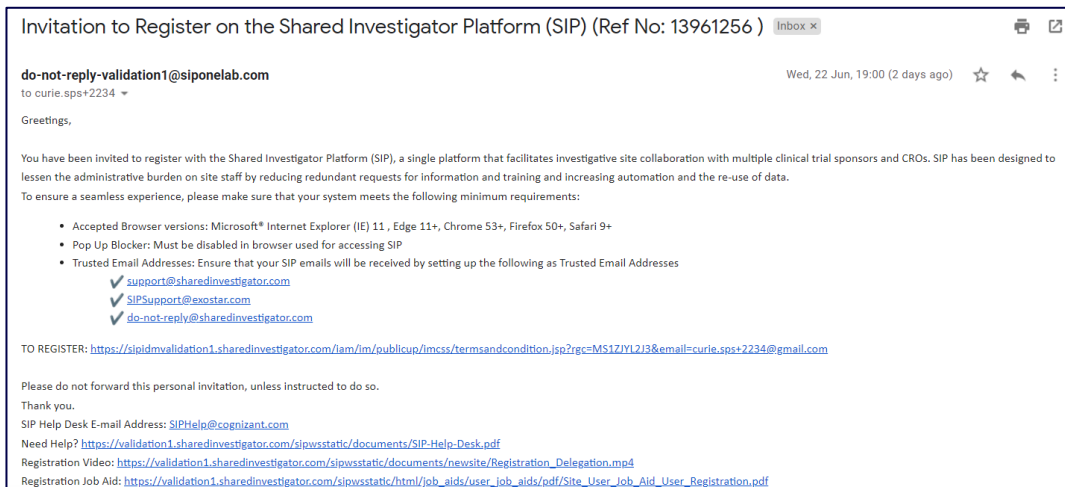 Invitation to Register on the Shared Investigator Platform (SIP) (Ref No: 13961256 ) Inbox ×
do-not-reply-validation1@siponelab.com Wed, 22 Jun, 19:00 (2 days ago)
to curie.sps+2234
Greetings,
You have been invited to register with the Shared Investigator Platform (SIP), a single platform that facilitates investigative site collaboration with multiple clinical trial sponsors and CROs. SIP has been designed to
lessen the administrative burden on site staff by reducing redundant requests for information and training and increasing automation and the re-use of data.
To ensure a seamless experience, please make sure that your system meets the following minimum requirements:
• Accepted Browser versions: Microsoft® Internet Explorer (IE) 11 , Edge 11+, Chrome 53+, Firefox 50+, Safari 9+
• Pop Up Blocker: Must be disabled in browser used for accessing SIP
• Trusted Email Addresses: Ensure that your SIP emails will be received by setting up the following as Trusted Email Addresses
✔ support@sharedinvestigator.com
✔ SIPSupport@exostar.com
✔ do-not-reply@sharedinvestigator.com
TO REGISTER: https://sipidmvalidation1.sharedinvestigator.com/iam/im/publicup/imcss/termsandcondition.jsp?rgc=MS1ZJYL2J3&email=curie.sps+2234@gmail.com
Please do not forward this personal invitation, unless instructed to do so.
Thank you.
SIP Help Desk E-mail Address: SIPHelp@cognizant.com
Need Help? https://validation1.sharedinvestigator.com/sipwsstatic/documents/SIP-Help-Desk.pdf
Registration Video: https://validation1.sharedinvestigator.com/sipwsstatic/documents/newsite/Registration_Delegation.mp4
Registration Job Aid: https://validation1.sharedinvestigator.com/sipwsstatic/html/job_aids/user_job_aids/pdf/Site_User_Job_Aid_User_Registration.pdf